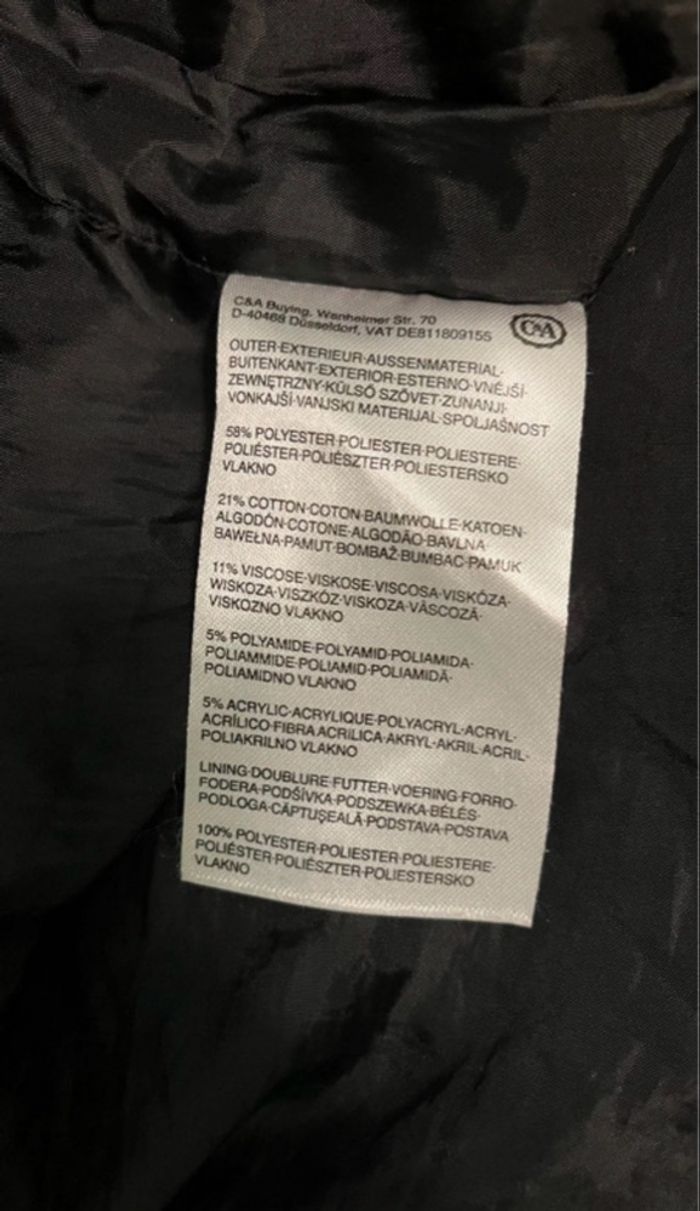 C&A Buying, Wanheimer Str. 70
D-40468 Düsseldorf, VAT DE811809155
C&A
OUTER·EXTERIEUR·AUSSENMATERIAL·
BUITENKANT·EXTERIOR·ESTERNO·VNĚJŠÍ·
ZEWNĘTRZNY·KÜLSŐ SZÖVET·ZUNANJI·
VONKAJŠÍ·VANJSKI MATERIJAL·SPOLJAŠNOST
58% POLYESTER·POLIESTER·POLIESTERE·
POLIÉSTER·POLIÉSZTER·POLIESTERSKO
VLAKNO
21% COTTON·COTON·BAUMWOLLE·KATOEN·
ALGODÓN·COTONE·ALGODÃO·BAVLNA·
BAWEŁNA·PAMUT·BOMBAŽ·BUMBAC·PAMUK
11% VISCOSE·VISKOSE·VISCOSA·VISKÓZA·
WISKOZA·VISZKÓZ·VISKOZA·VÂSCOZĂ·
VISKOZNO VLAKNO
5% POLYAMIDE·POLYAMID·POLIAMIDA·
POLIAMMIDE·POLIAMID·POLIAMIDĂ·
POLIAMIDNO VLAKNO
5% ACRYLIC·ACRYLIQUE·POLYACRYL·ACRYL·
ACRÍLICO·FIBRA ACRILICA·AKRYL·AKRIL·ACRIL·
POLIAKRILNO VLAKNO
LINING·DOUBLURE·FUTTER·VOERING·FORRO·
FODERA·PODŠÍVKA·PODSZEWKA·BÉLÉS·
PODLOGA·CĂPTUŞEALĂ·PODSTAVA·POSTAVA
100% POLYESTER·POLIESTER·POLIESTERE·
POLIÉSTER·POLIÉSZTER·POLIESTERSKO
VLAKNO